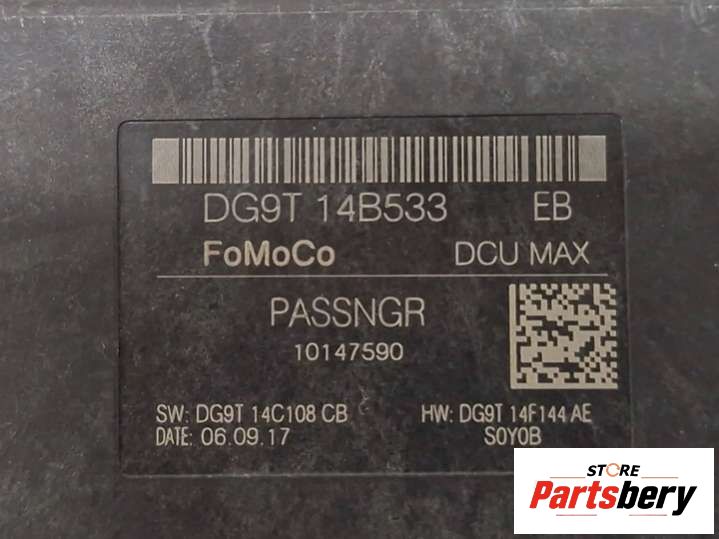 DG9T 14B533 EB
FoMoCo DCU MAX
PASSNGR
10147590
SW: DG9T 14C108 CB HW: DG9T 14F144 AE
DATE: 06.09.17 S0Y0B
STORE
Partsbery